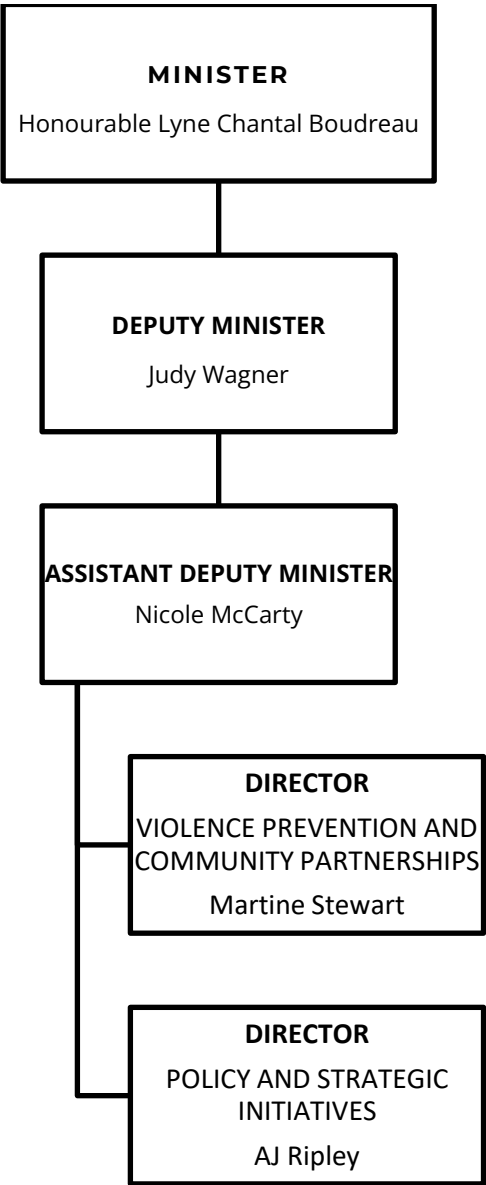 MINISTER
Honourable Lyne Chantal Boudreau
DEPUTY MINISTER
Judy Wagner
ASSISTANT DEPUTY MINISTER
Nicole McCarty
DIRECTOR
VIOLENCE PREVENTION AND
COMMUNITY PARTNERSHIPS
Martine Stewart
DIRECTOR
POLICY AND STRATEGIC
INITIATIVES
AJ Ripley